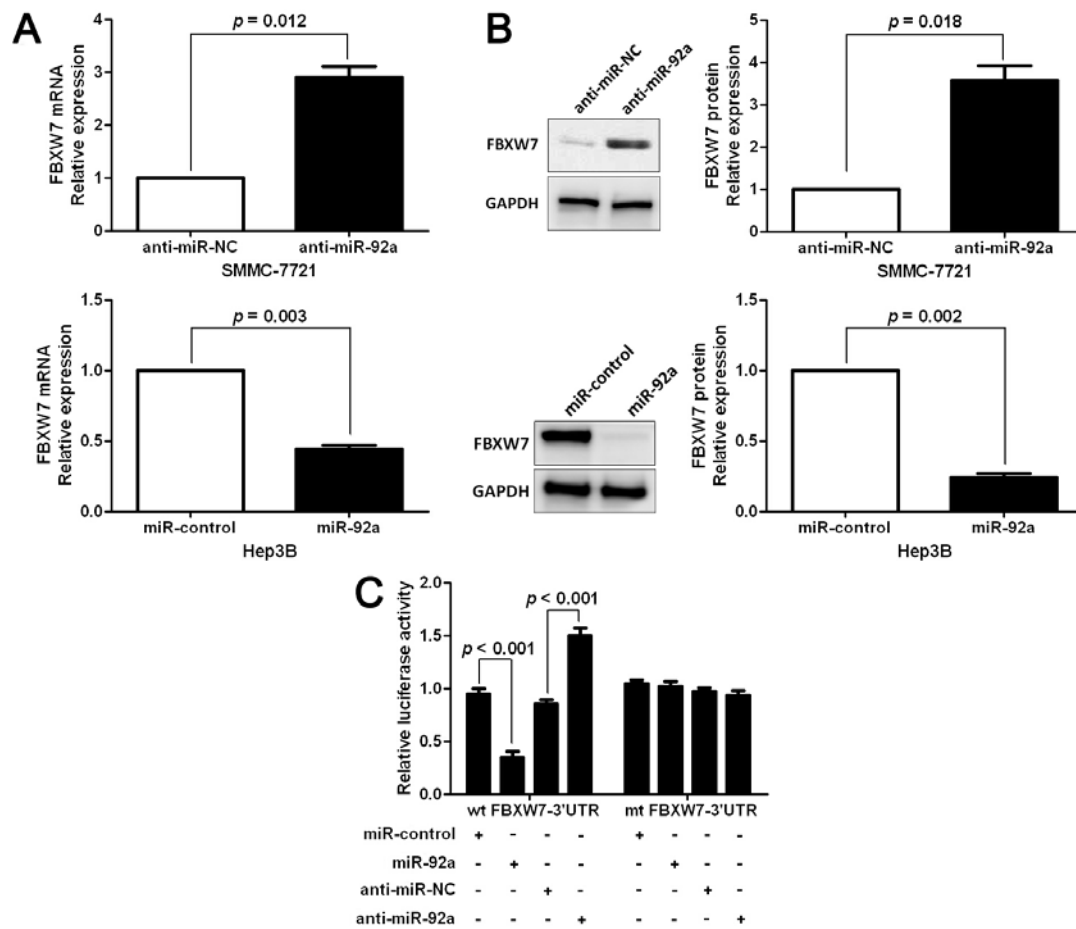 A
FBXW7 mRNA
Relative expression
4
3
2
1
0
p = 0.012
anti-miR-NC
anti-miR-92a
SMMC-7721
FBXW7 mRNA
Relative expression
1.5
1.0
0.5
0.0
p = 0.003
miR-control
miR-92a
Hep3B
B
anti-miR-NC
anti-miR-92a
FBXW7
GAPDH
FBXW7 protein
Relative expression
5
4
3
2
1
0
p = 0.018
anti-miR-NC
anti-miR-92a
SMMC-7721
miR-control
miR-92a
FBXW7
GAPDH
FBXW7 protein
Relative expression
1.5
1.0
0.5
0.0
p = 0.002
miR-control
miR-92a
Hep3B
C
Relative luciferase activity
2.0
1.5
1.0
0.5
0.0
p < 0.001
p < 0.001
wt FBXW7-3'UTR
mt FBXW7-3'UTR
miR-control + - - - + - - -
miR-92a - + - - - + - -
anti-miR-NC - - + - - - + -
anti-miR-92a - - - + - - - +